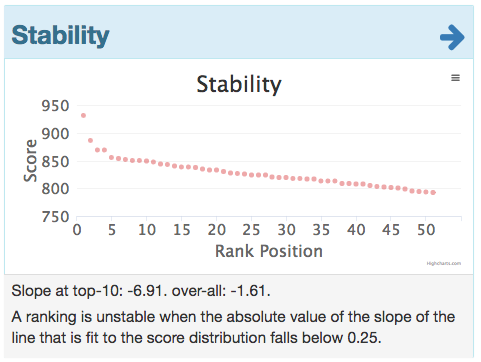 Stability
Stability
950
900
850
800
750
Score
0 5 10 15 20 25 30 35 40 45 50
Rank Position
Highcharts.com
Slope at top-10: -6.91. over-all: -1.61.
A ranking is unstable when the absolute value of the slope of the
line that is fit to the score distribution falls below 0.25.